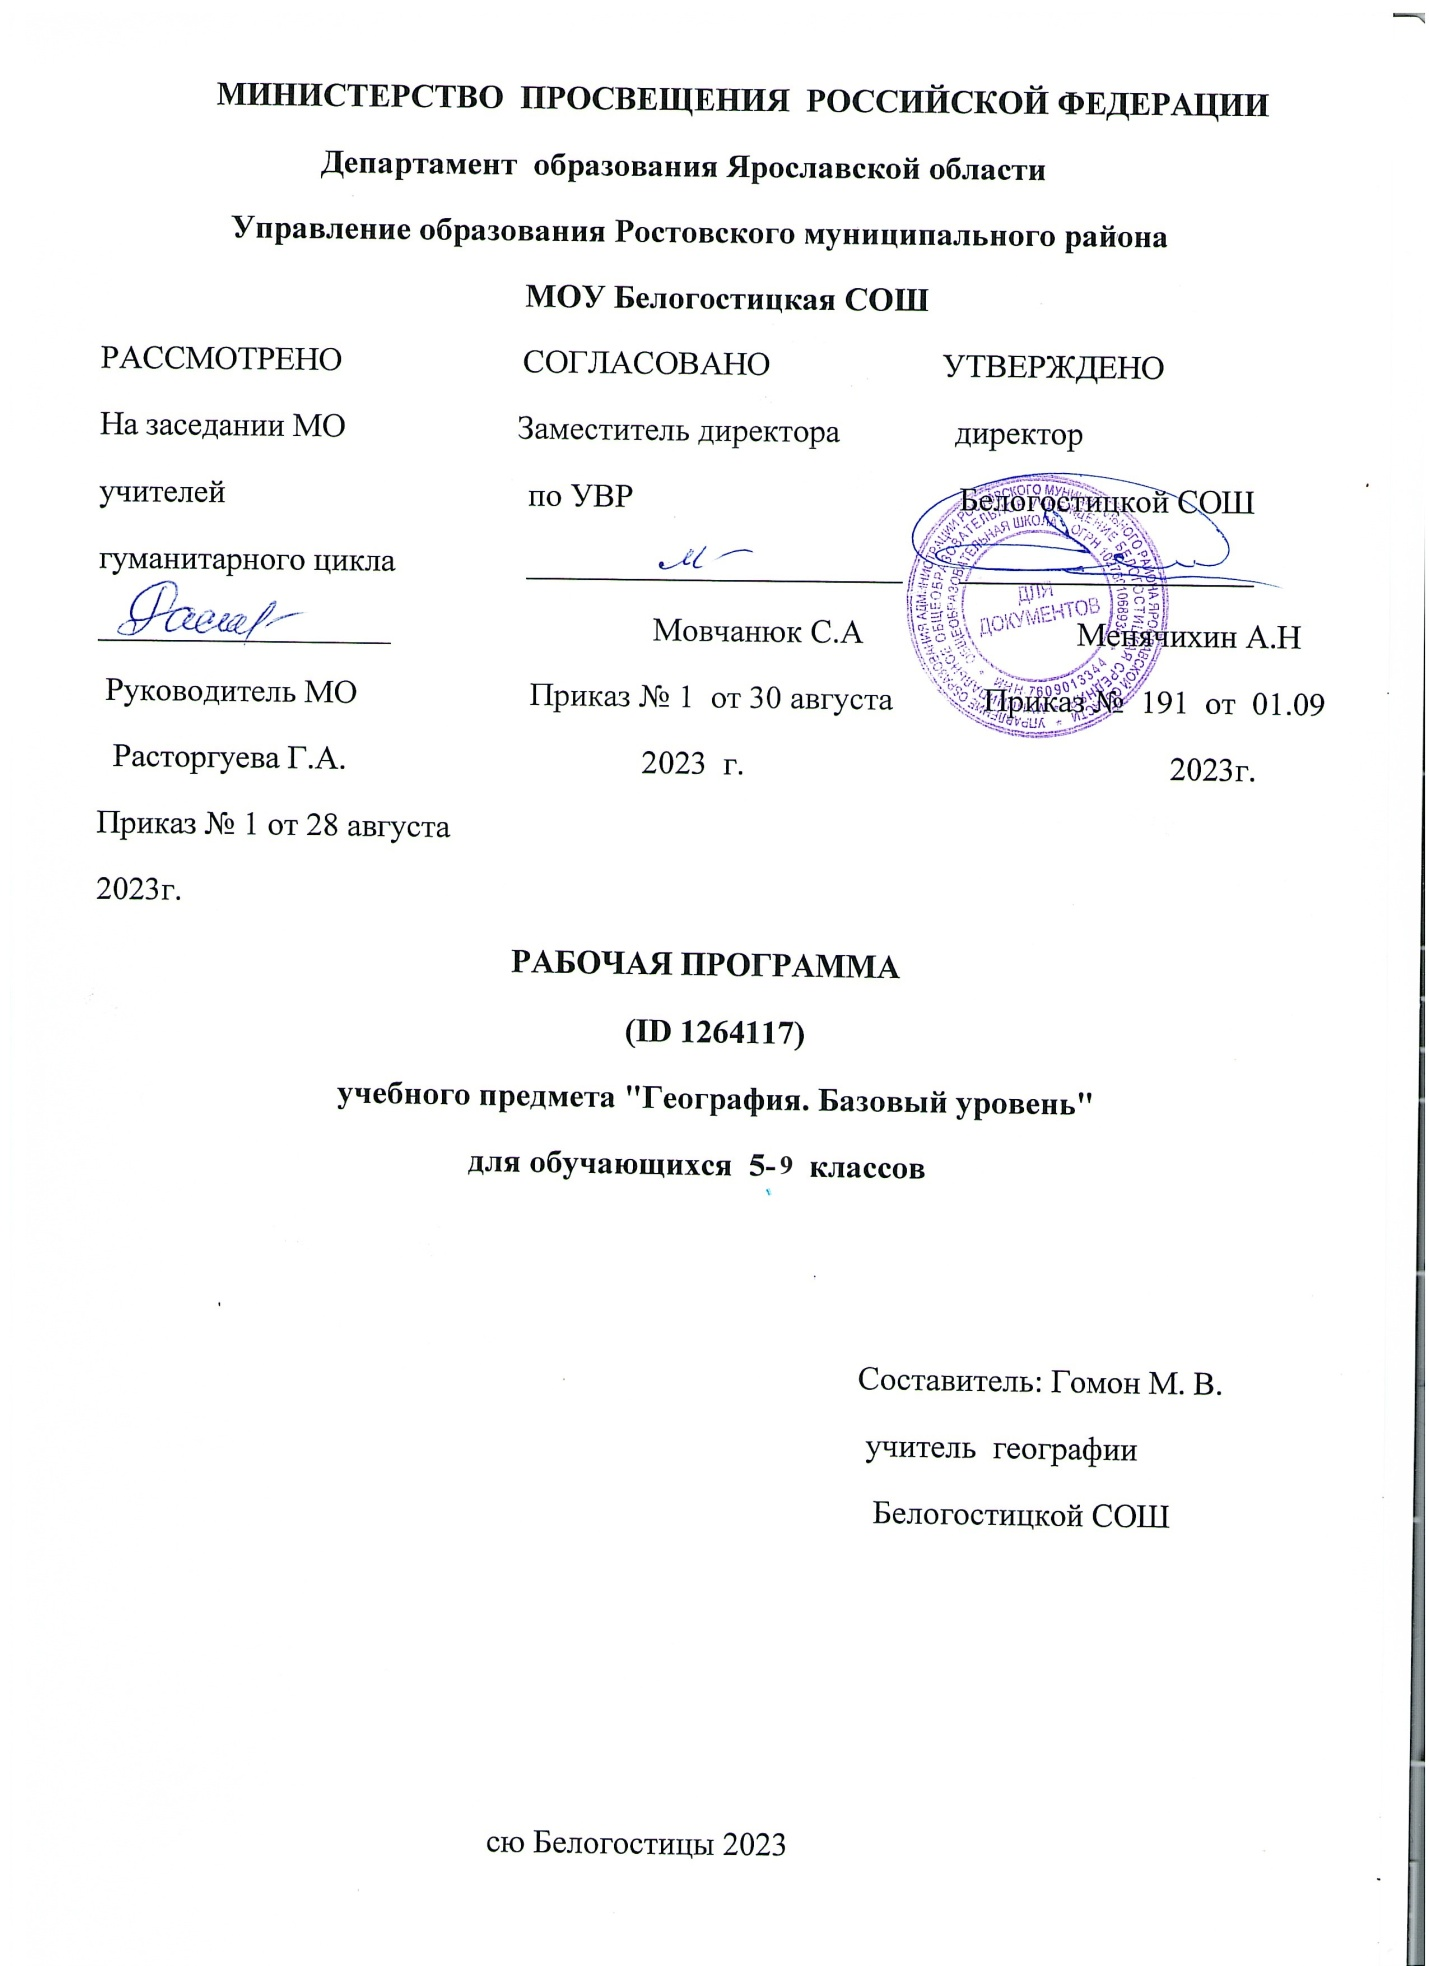 МИНИСТЕРСТВО ПРОСВЕЩЕНИЯ РОССИЙСКОЙ ФЕДЕРАЦИИ
Департамент образования Ярославской области
Управление образования Ростовского муниципального района
МОУ Белогостицкая СОШ
РАССМОТРЕНО
На заседании МО
учителей
гуманитарного цикла
Руководитель МО
Расторгуева Г.А.
Приказ № 1 от 28 августа
2023г.
СОГЛАСОВАНО
Заместитель директора
по УВР
Мовчанюк С.А
Приказ № 1 от 30 августа
2023 г.
УТВЕРЖДЕНО
директор
Белогостицкой СОШ
Менячихин А.Н
Приказ № 191 от 01.09
2023г.
ДЛЯ
ДОКУМЕНТОВ
ИНН 7609013344
РАБОЧАЯ ПРОГРАММА
(ID 1264117)
учебного предмета "География. Базовый уровень"
для обучающихся 5-9 классов
Составитель: Гомон М. В.
учитель географии
Белогостицкой СОШ
сю Белогостицы 2023